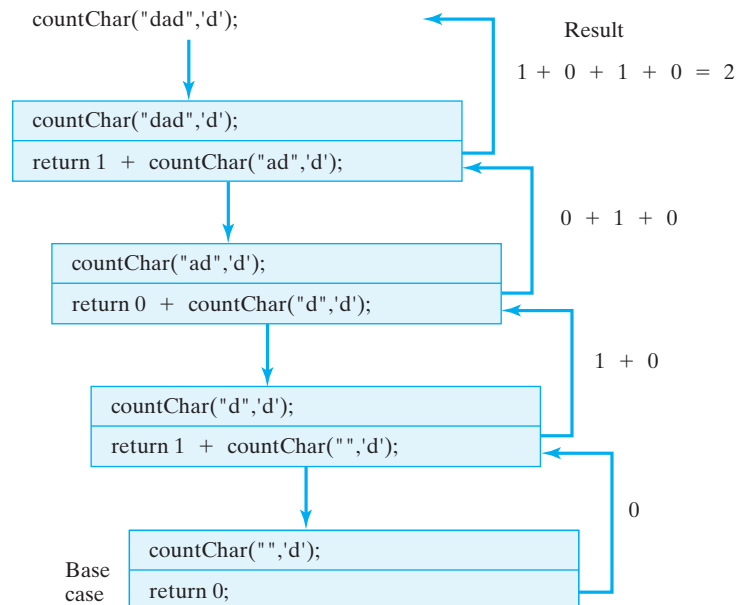 countChar("dad",'d');
Result
1 + 0 + 1 + 0 = 2
countChar("dad",'d');
return 1 + countChar("ad",'d');
0 + 1 + 0
countChar("ad",'d');
return 0 + countChar("d",'d');
1 + 0
countChar("d",'d');
return 1 + countChar("",'d');
0
countChar("",'d');
Base
case
return 0;